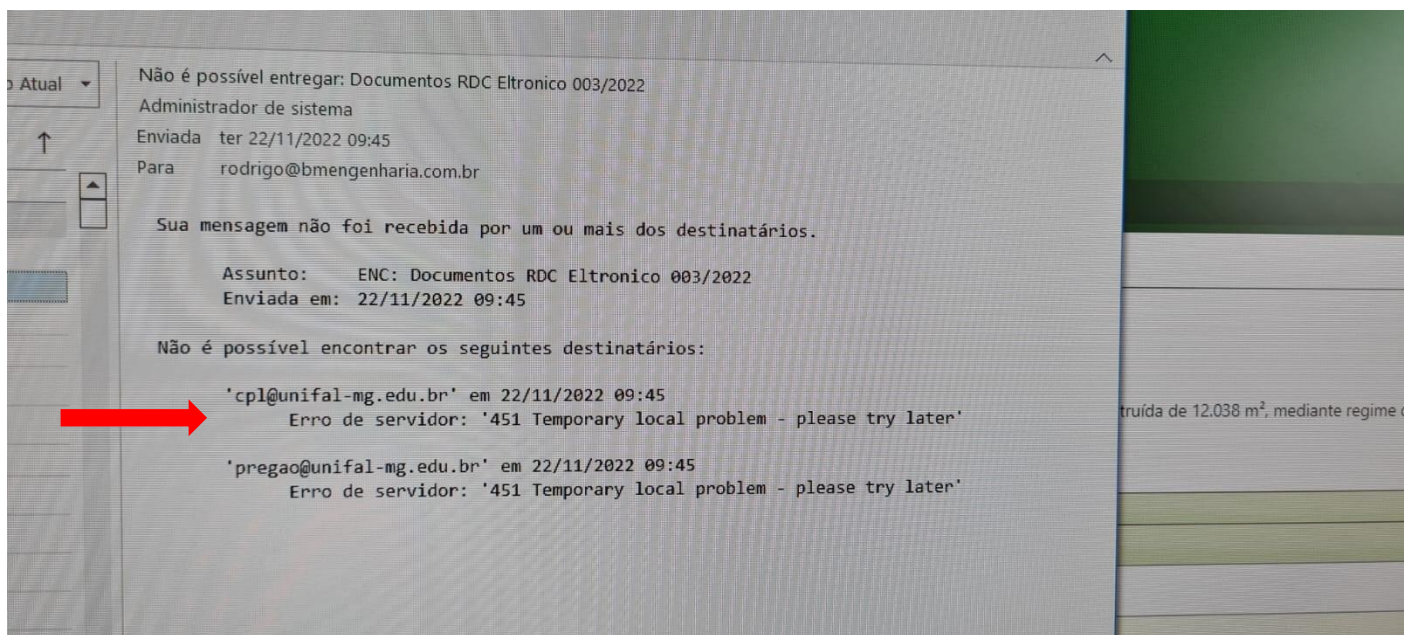 o Atual
Não é possível entregar: Documentos RDC Eltronico 003/2022
Administrador de sistema
Enviada ter 22/11/2022 09:45
Para rodrigo@bmengenharia.com.br
Sua mensagem não foi recebida por um ou mais dos destinatários.
Assunto: ENC: Documentos RDC Eltronico 003/2022
Enviada em: 22/11/2022 09:45
Não é possível encontrar os seguintes destinatários:
'cpl@unifal-mg.edu.br' em 22/11/2022 09:45
Erro de servidor: '451 Temporary local problem - please try later'
'pregao@unifal-mg.edu.br' em 22/11/2022 09:45
Erro de servidor: '451 Temporary local problem - please try later'
truída de 12.038 m², mediante regime